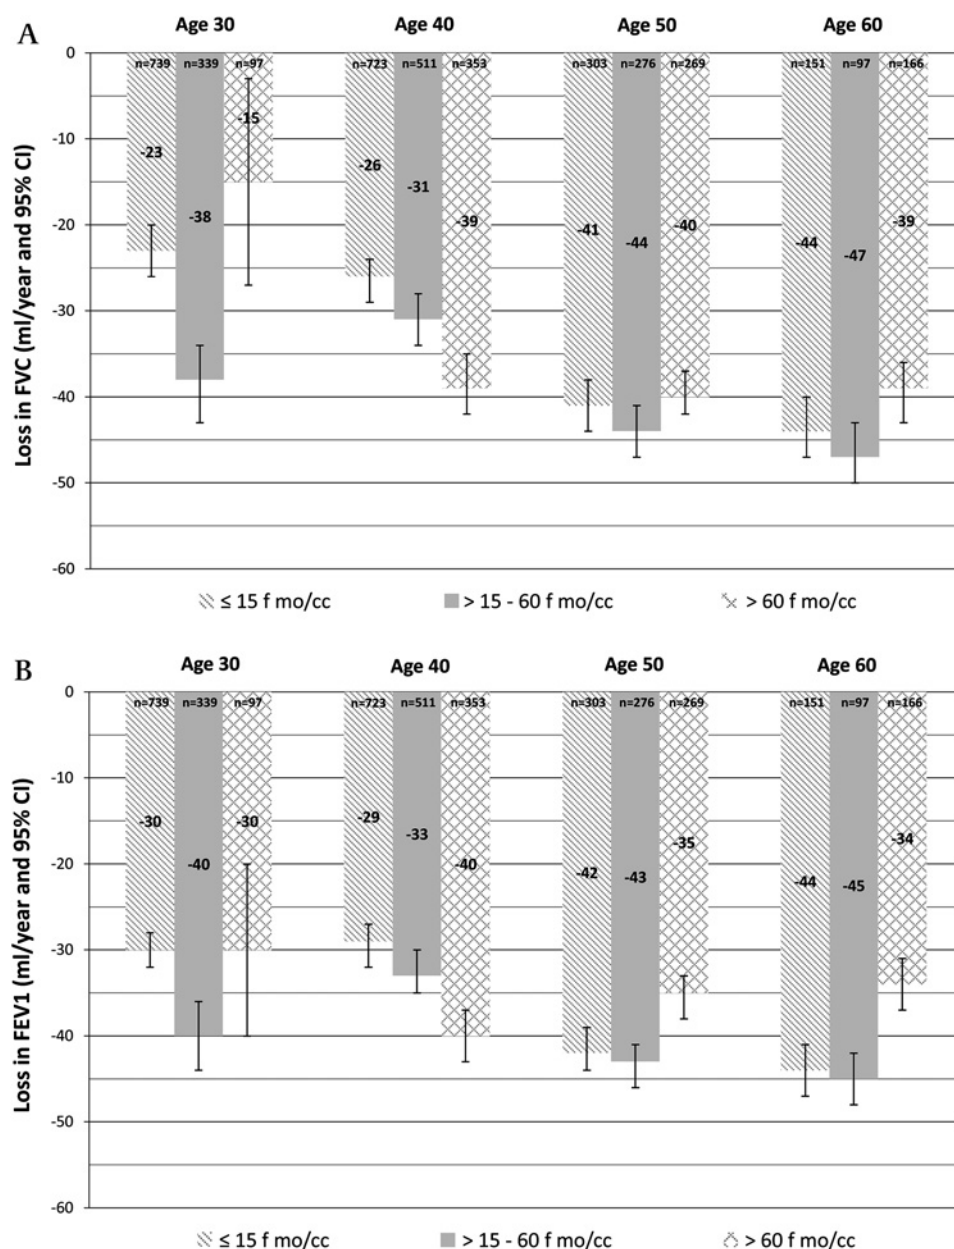 A
Age 30 Age 40 Age 50 Age 60
Loss in FVC (ml/year and 95% CI)
0
n=739 n=339 n=97 n=723 n=511 n=353 n=303 n=276 n=269 n=151 n=97 n=166
-10
-20
-30
-40
-50
-60
-23 -38 -15 -26 -31 -39 -41 -44 -40 -44 -47 -39
≤ 15 f mo/cc > 15 - 60 f mo/cc > 60 f mo/cc
B
Age 30 Age 40 Age 50 Age 60
Loss in FEV1 (ml/year and 95% CI)
0
n=739 n=339 n=97 n=723 n=511 n=353 n=303 n=276 n=269 n=151 n=97 n=166
-10
-20
-30
-40
-50
-60
-30 -40 -30 -29 -33 -40 -42 -43 -35 -44 -45 -34
≤ 15 f mo/cc > 15 - 60 f mo/cc > 60 f mo/cc